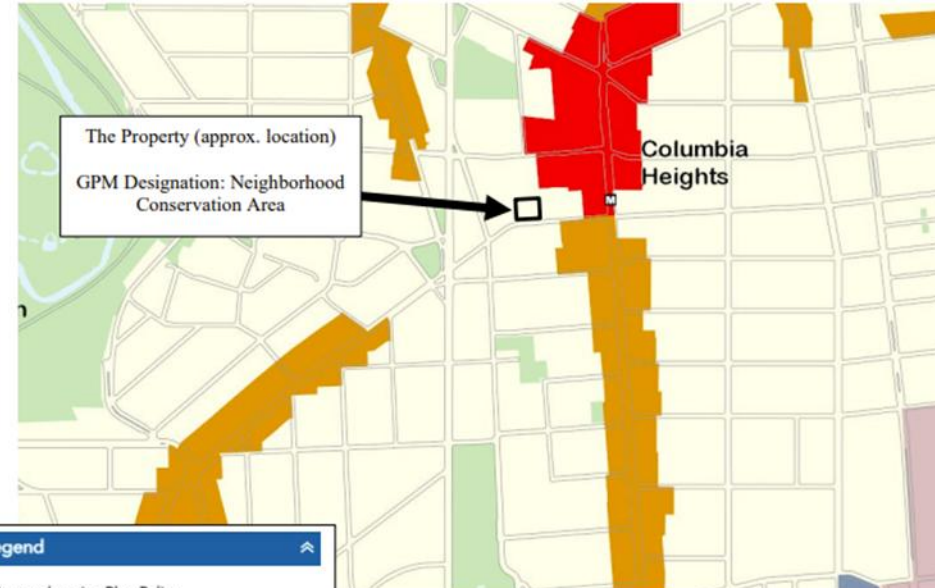 The Property (approx. location)
GPM Designation: Neighborhood
Conservation Area
Columbia
Heights
M
n
egend